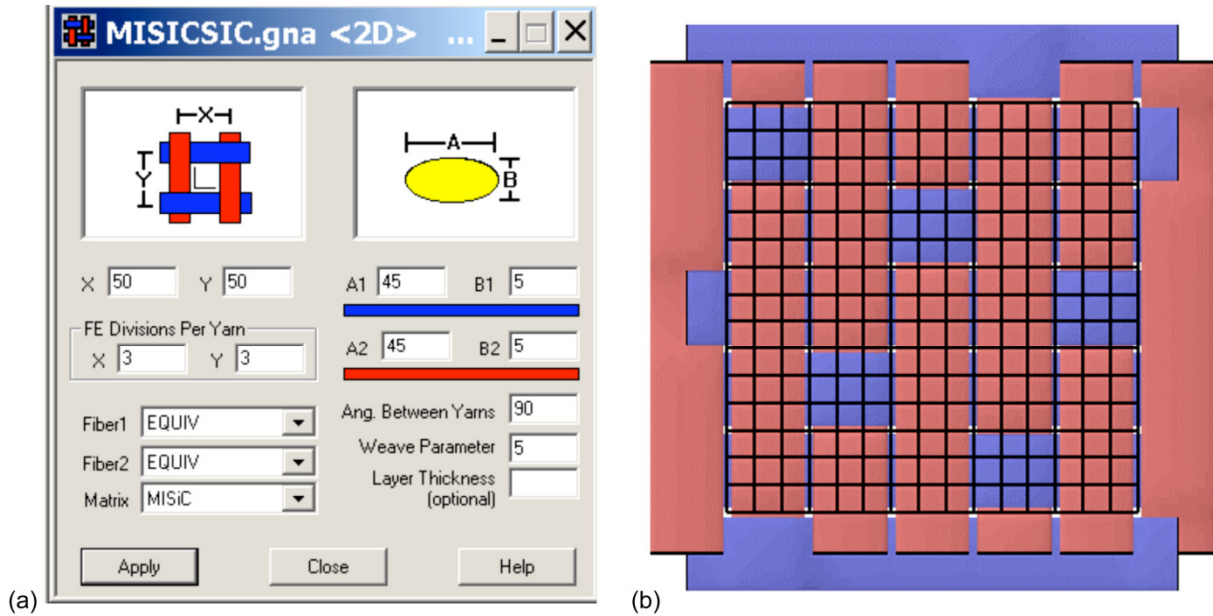 MISICSIC.gna <2D> ...
X
Y
A
B
X 50 Y 50
A1 45 B1 5
FE Divisions Per Yarn
X 3 Y 3
A2 45 B2 5
Ang. Between Yarns 90
Fiber1 EQUIV
Weave Parameter 5
Fiber2 EQUIV
Layer Thickness
(optional)
Matrix MISiC
Apply Close Help
(a) (b)